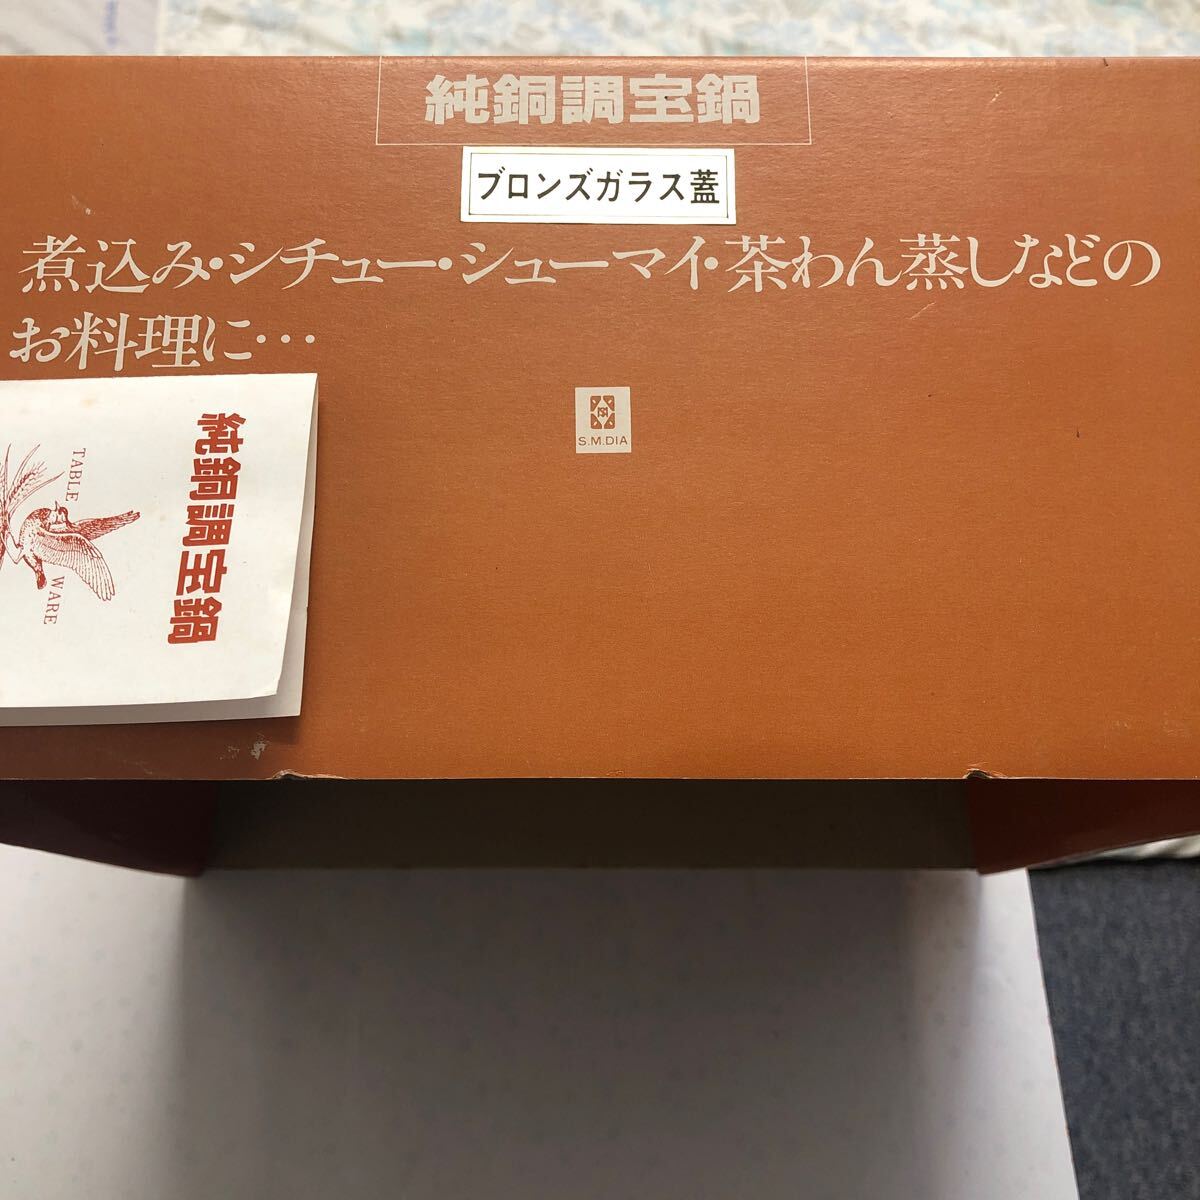 純銅調宝鍋
ブロンズガラス蓋
煮込み・シチュー・シューマイ・茶わん蒸しなどの
お料理に…
S.M.DIA
純銅調宝鍋
TABLE
WARE